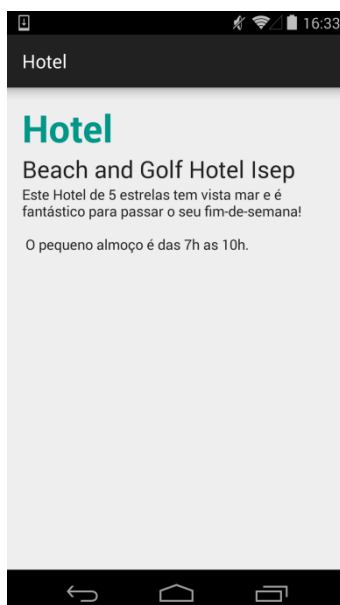 16:33
Hotel
Hotel
Beach and Golf Hotel Isep
Este Hotel de 5 estrelas tem vista mar e é
fantástico para passar o seu fim-de-semana!
O pequeno almoço é das 7h as 10h.